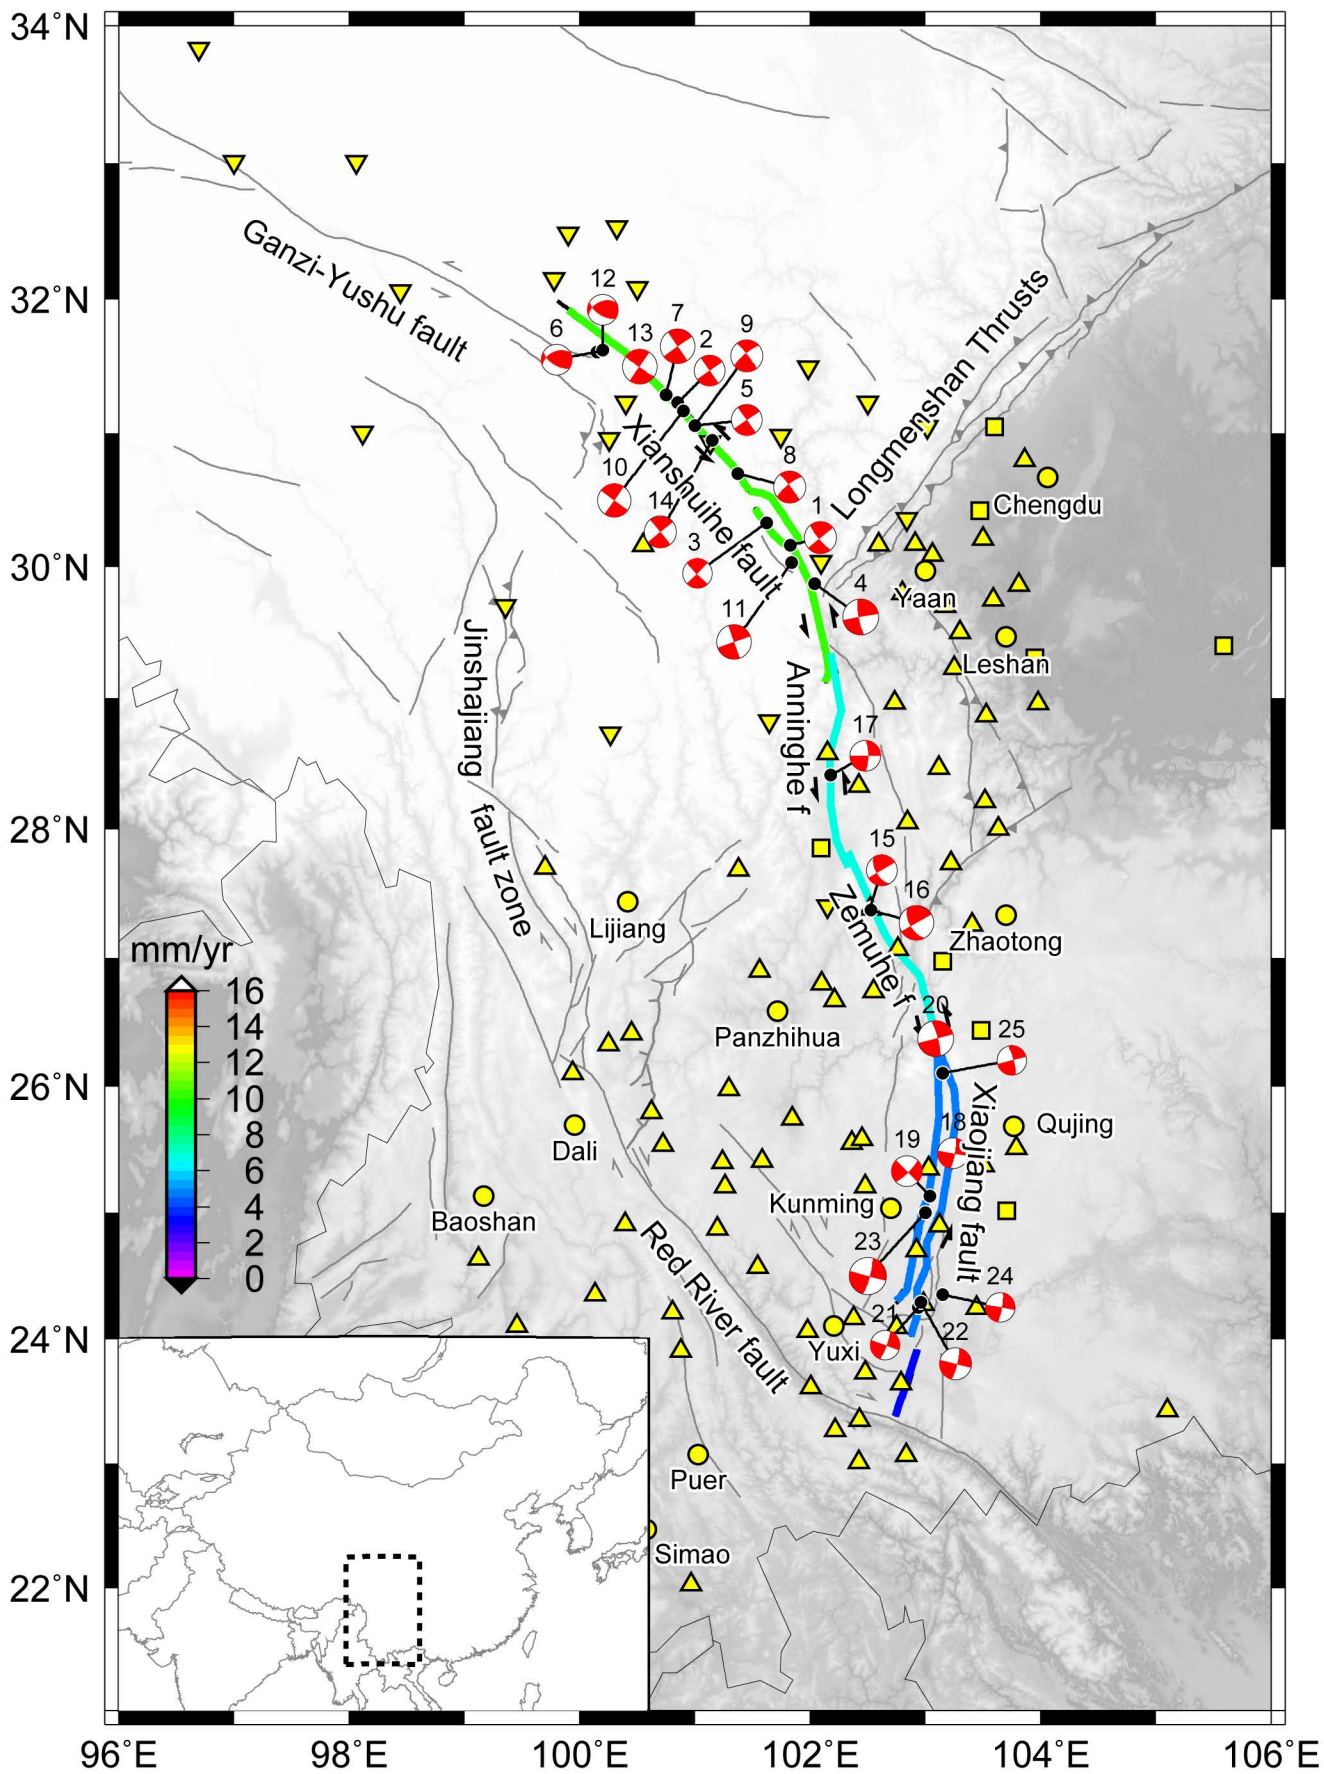 34°N
32°N
30°N
28°N
26°N
24°N
22°N
96°E
98°E
100°E
102°E
104°E
106°E
Ganzi-Yushu fault
Xianshuihe fault
Longmenshan Thrusts
Jinshajiang
fault zone
Anninghe f
Zemuhe f
Xiaojiang fault
Red River fault
12
6
13
7
2
9
5
10
14
8
3
1
11
4
17
15
16
20
25
18
19
23
24
21
22
Chengdu
Yaan
Leshan
Lijiang
Zhaotong
Panzhihua
Dali
Qujing
Baoshan
Kunming
Yuxi
Puer
Simao
mm/yr
16
14
12
10
8
6
4
2
0